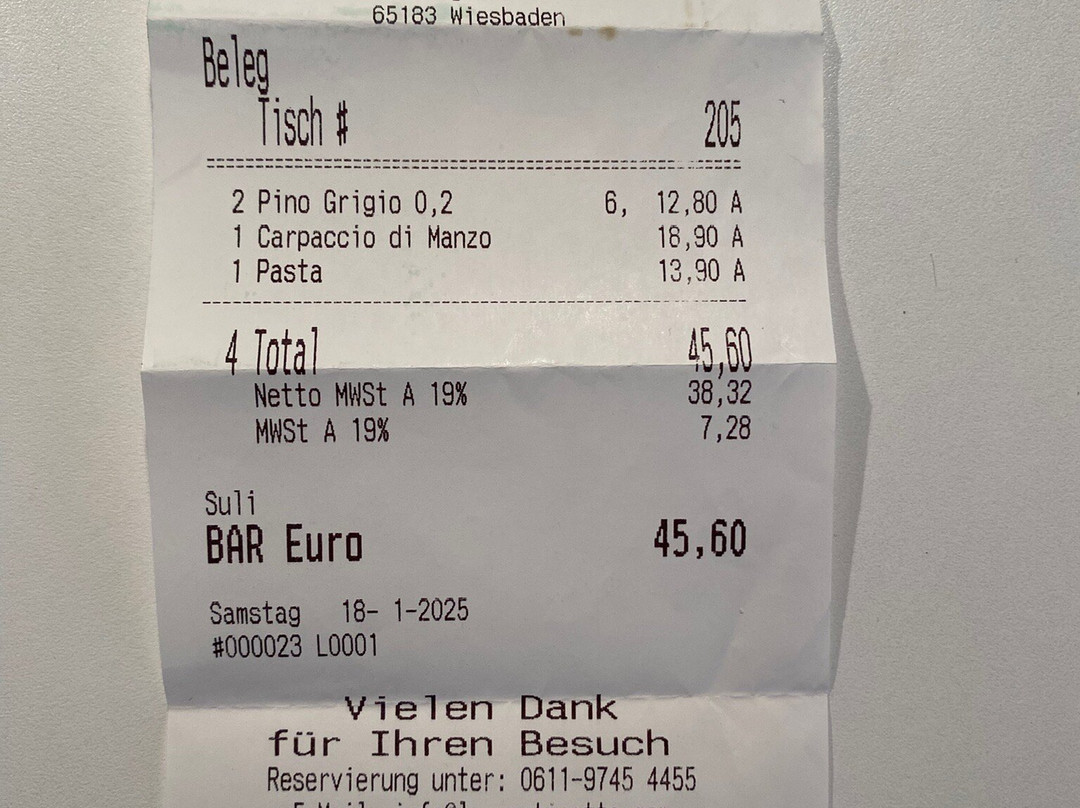 65183 Wiesbaden
Beleg
Tisch # 205
2 Pino Grigio 0,2 6, 12,80 A
1 Carpaccio di Manzo 18,90 A
1 Pasta 13,90 A
4 Total 45,60
Netto MWSt A 19% 38,32
MWSt A 19% 7,28
Suli
BAR Euro 45,60
Samstag 18- 1-2025
#000023 L0001
Vielen Dank
für Ihren Besuch
Reservierung unter: 0611-9745 4455